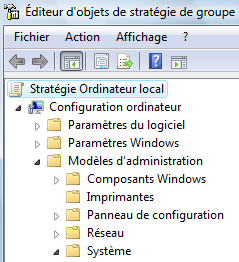 Éditeur d'objets de stratégie de groupe
Fichier Action Affichage ?
Stratégie Ordinateur local
Configuration ordinateur
Paramètres du logiciel
Paramètres Windows
Modèles d'administration
Composants Windows
Imprimantes
Panneau de configuration
Réseau
Système